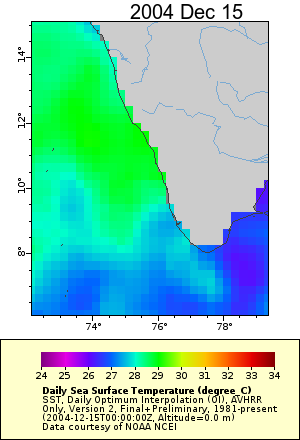 2004 Dec 15
14°
12°
10°
8°
74° 76° 78°
24 25 26 27 28 29 30 31 32 33 34
Daily Sea Surface Temperature (degree_C)
SST, Daily Optimum Interpolation (OI), AVHRR
Only, Version 2, Final+Preliminary, 1981-present
(2004-12-15T00:00:00Z, Altitude=0.0 m)
Data courtesy of NOAA NCEI